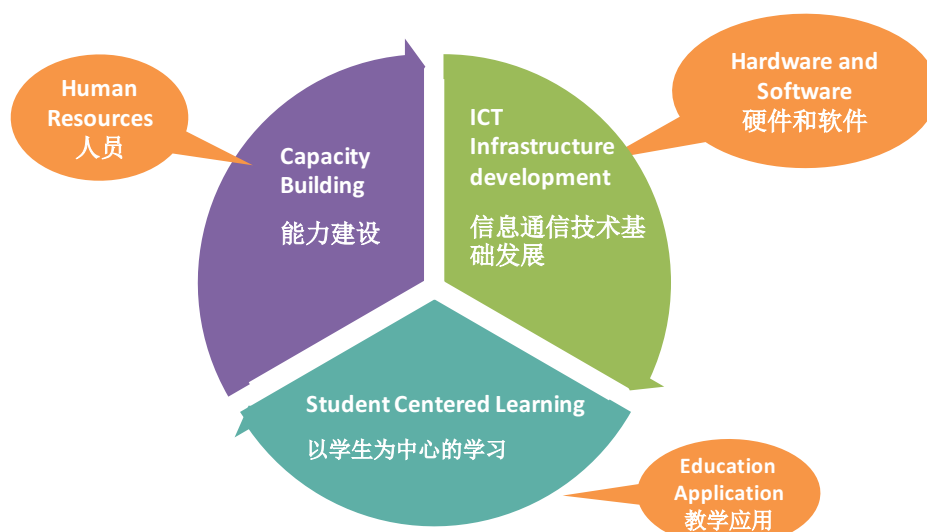 Human
Resources
人员
Capacity
Building
能力建设
ICT
Infrastructure
development
信息通信技术基
础发展
Hardware and
Software
硬件和软件
Student Centered Learning
以学生为中心的学习
Education
Application
教学应用